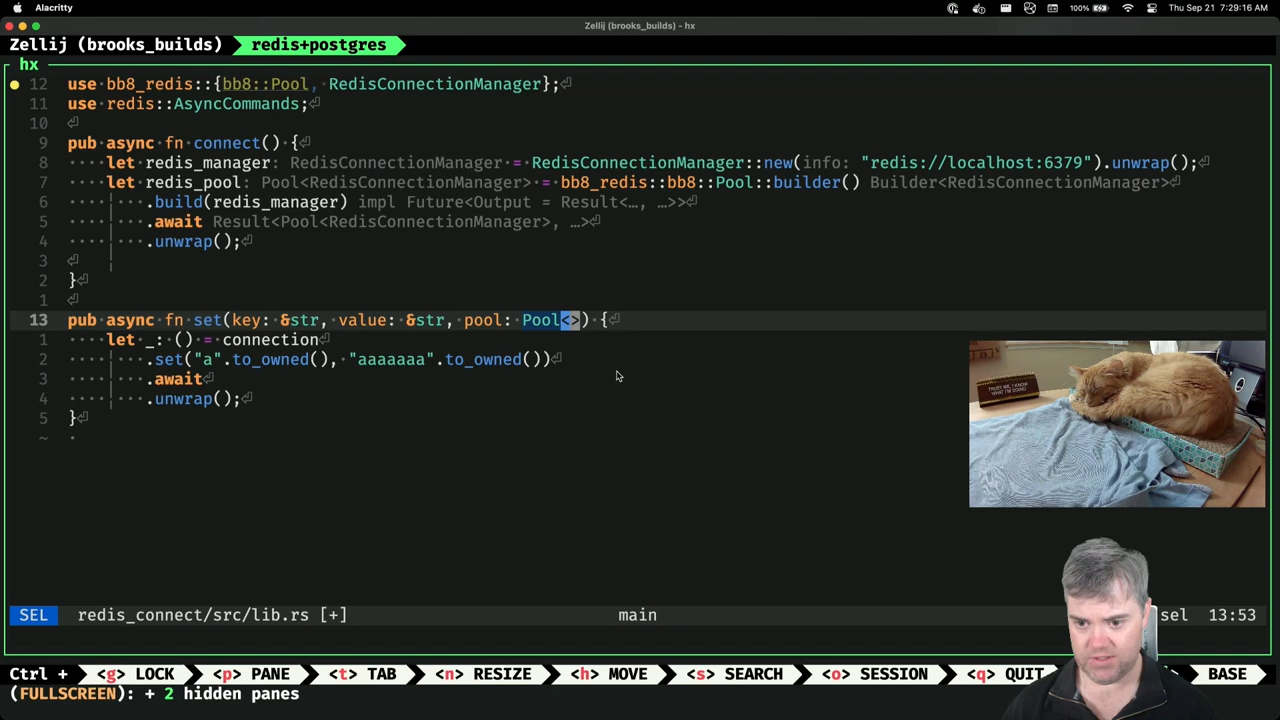 Alacritty
100%
Thu Sep 21 7:29:16 AM
Zellij (brooks_builds) - hx
Zellij (brooks_builds) redis+postgres
hx
12 use bb8_redis::{bb8::Pool, RedisConnectionManager};
11 use redis::AsyncCommands;
10
9 pub async fn connect() {
8 let redis_manager: RedisConnectionManager = RedisConnectionManager::new(info: "redis://localhost:6379").unwrap();
7 let redis_pool: Pool<RedisConnectionManager> = bb8_redis::bb8::Pool::builder() Builder<RedisConnectionManager>
6 .build(redis_manager) impl Future<Output = Result<…, …>>
5 .await Result<Pool<RedisConnectionManager>, …>
4 .unwrap();
3
2 }
1
13 pub async fn set(key: &str, value: &str, pool: Pool<>) {
1 let _: () = connection
2 .set("a".to_owned(), "aaaaaaa".to_owned())
3 .await
4 .unwrap();
5 }
~
TRUST ME, I KNOW
WHAT I'M DOING
SEL redis_connect/src/lib.rs [+] main sel 13:53
Ctrl + <g> LOCK <p> PANE <t> TAB <n> RESIZE <h> MOVE <s> SEARCH <o> SESSION <q> QUIT BASE
(FULLSCREEN): + 2 hidden panes